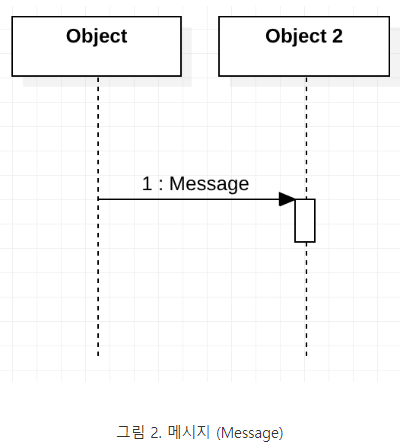 Object
Object 2
1 : Message
그림 2. 메시지 (Message)